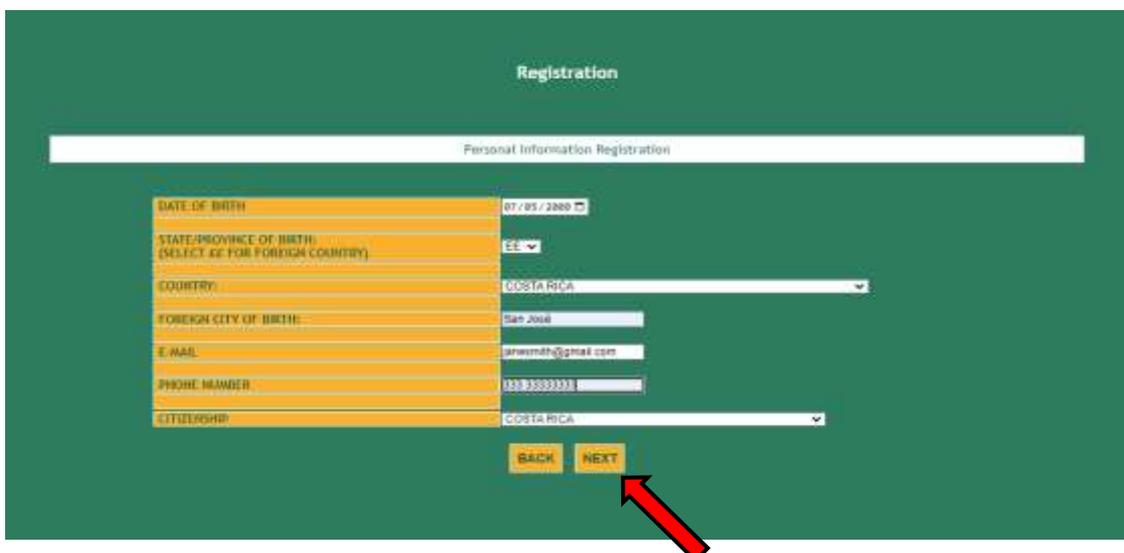 Registration
Personal Information Registration
DATE OF BIRTH 07/05/2000
STATE/PROVINCE OF BIRTH: EE
(SELECT EE FOR FOREIGN COUNTRY)
COUNTRY: COSTA RICA
FOREIGN CITY OF BIRTH: San José
E-MAIL janesmith@gmail.com
PHONE NUMBER 333 33333333
CITIZENSHIP COSTA RICA
BACK NEXT